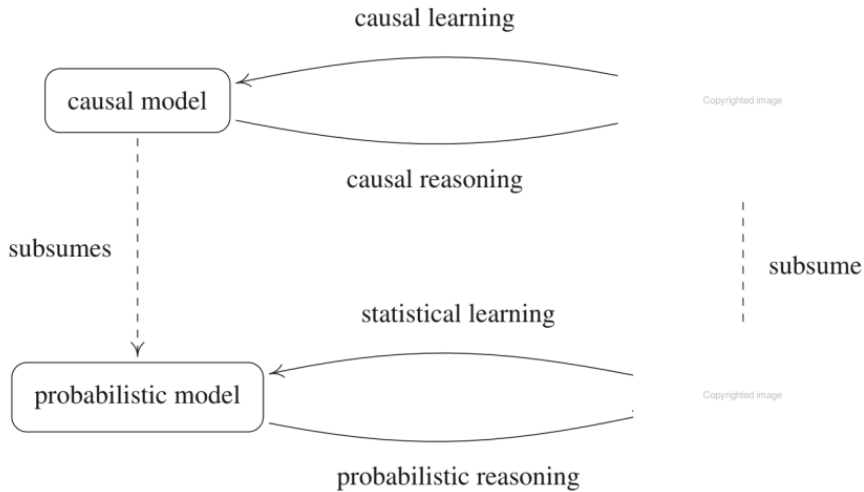 causal learning
causal model
Copyrighted image
causal reasoning
subsumes
subsume
statistical learning
probabilistic model
Copyrighted image
probabilistic reasoning